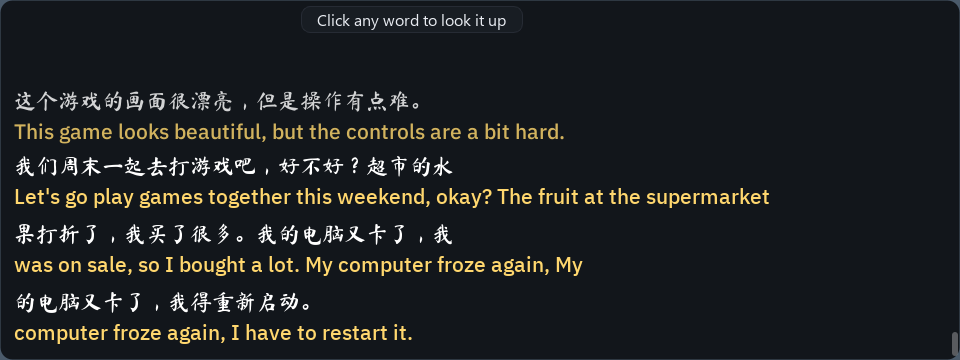 Click any word to look it up
这个游戏的画面很漂亮，但是操作有点难。
This game looks beautiful, but the controls are a bit hard.
我们周末一起去打游戏吧，好不好？超市的水
Let's go play games together this weekend, okay? The fruit at the supermarket
果打折了，我买了很多。我的电脑又卡了，我
was on sale, so I bought a lot. My computer froze again, My
的电脑又卡了，我得重新启动。
computer froze again, I have to restart it.